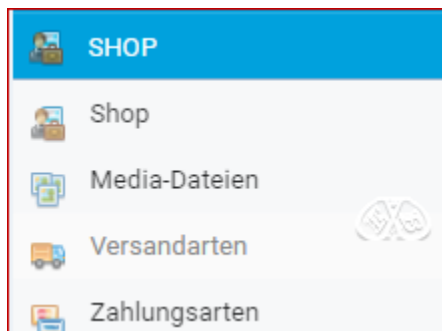 SHOP
Shop
Media-Dateien
Versandarten
Zahlungsarten